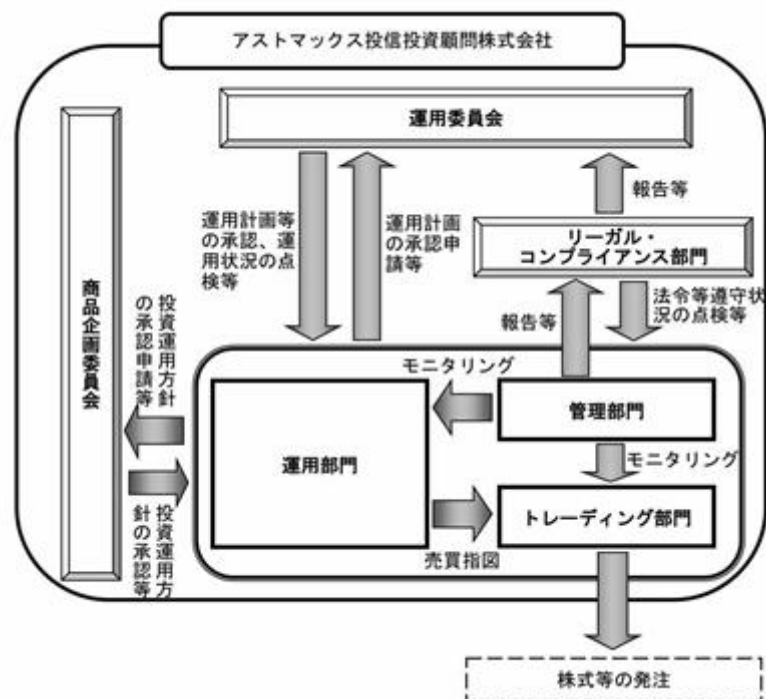 アストマックス投信投資顧問株式会社
運用委員会
運用計画等
の承認、運
用状況の点
検等
運用計画
の承認申
請等
報告等
リーガル・
コンプライアンス部門
報告等
法令等遵守状
況の点検等
商品企画委員会
投資運用方針
の承認申請等
投資運用方
針の承認等
モニタリング
運用部門
管理部門
モニタリング
売買指図
トレーディング部門
株式等の発注